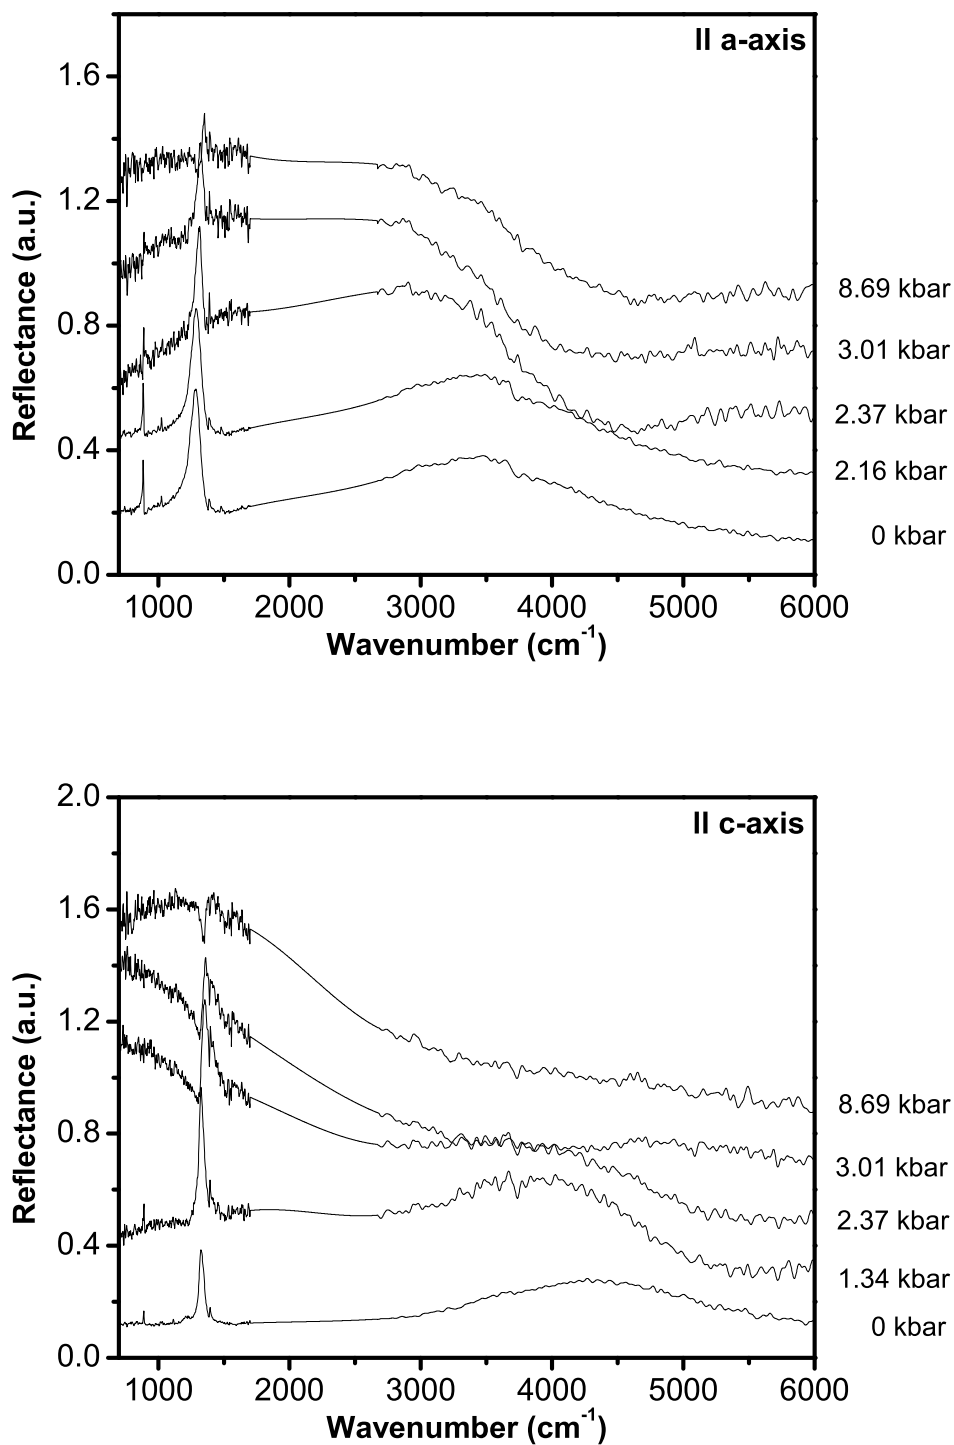 II a-axis
1.6
1.2
0.8
0.4
0.0
Reflectance (a.u.)
8.69 kbar
3.01 kbar
2.37 kbar
2.16 kbar
0 kbar
1000 2000 3000 4000 5000 6000
Wavenumber (cm-1)
II c-axis
2.0
1.6
1.2
0.8
0.4
0.0
Reflectance (a.u.)
8.69 kbar
3.01 kbar
2.37 kbar
1.34 kbar
0 kbar
1000 2000 3000 4000 5000 6000
Wavenumber (cm-1)